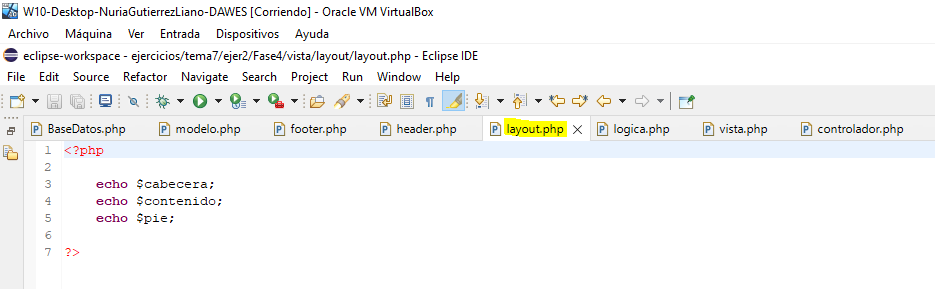 W10-Desktop-NuriaGutierrezLiano-DAWES [Corriendo] - Oracle VM VirtualBox
Archivo Máquina Ver Entrada Dispositivos Ayuda
eclipse-workspace - ejercicios/tema7/ejer2/Fase4/vista/layout/layout.php - Eclipse IDE
File Edit Source Refactor Navigate Search Project Run Window Help
BaseDatos.php modelo.php footer.php header.php layout.php logica.php vista.php controlador.php
1 <?php
2
3 echo $cabecera;
4 echo $contenido;
5 echo $pie;
6
7 ?>